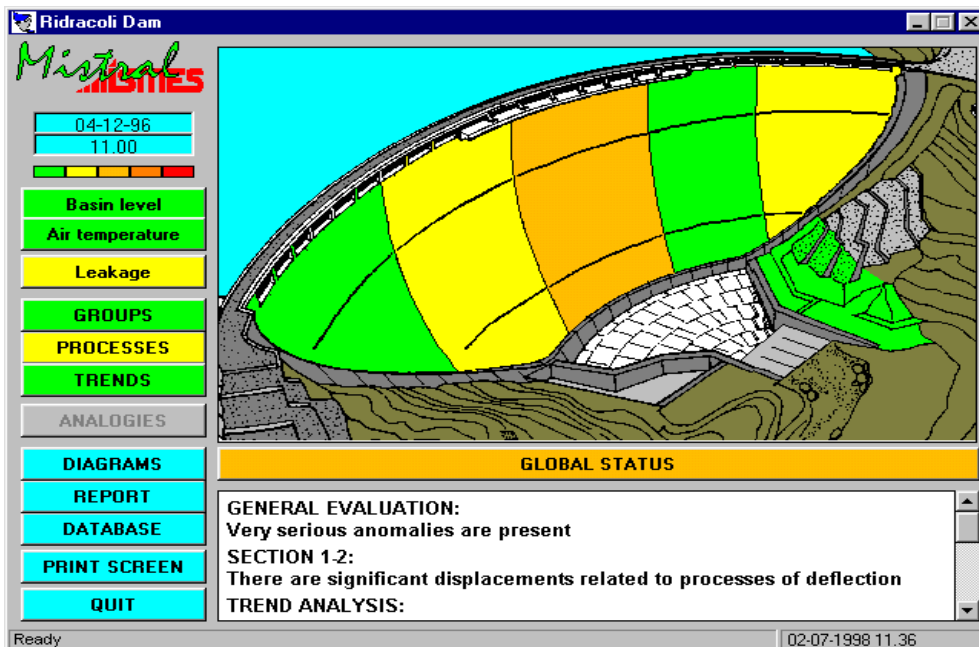 Ridracoli Dam
Mistral
ISMES
04-12-96
11.00
Basin level
Air temperature
Leakage
GROUPS
PROCESSES
TRENDS
ANALOGIES
DIAGRAMS
REPORT
DATABASE
PRINT SCREEN
QUIT
GLOBAL STATUS
GENERAL EVALUATION:
Very serious anomalies are present
SECTION 1-2:
There are significant displacements related to processes of deflection
TREND ANALYSIS:
Ready
02-07-1998 11.36